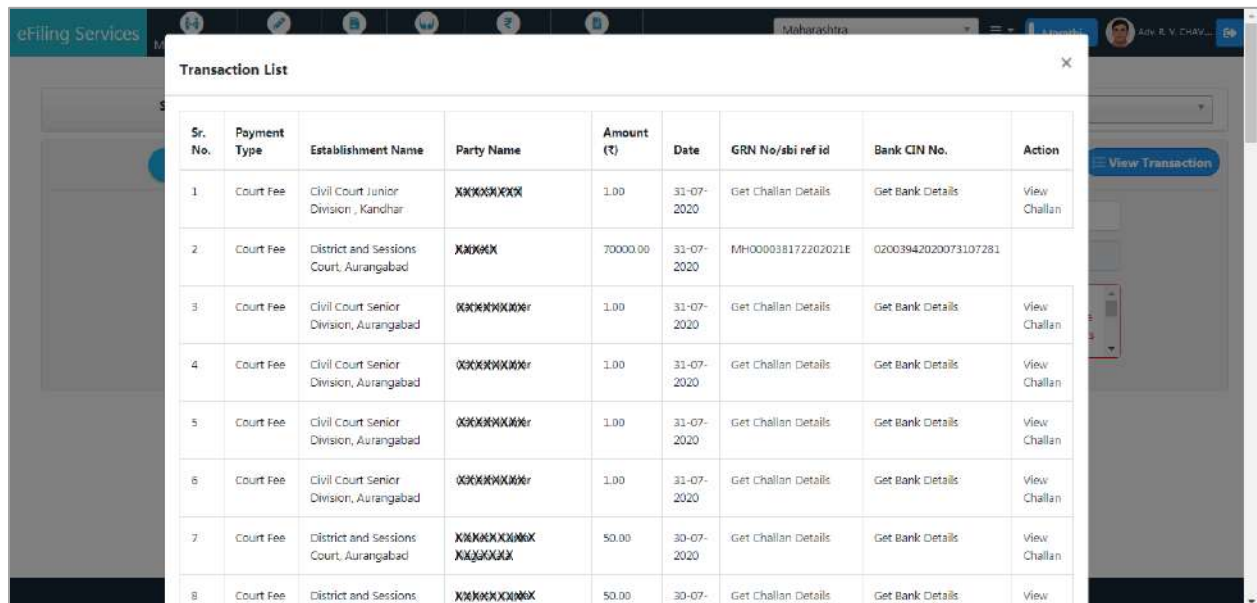 eFiling Services
Maharashtra
Adv. R. V. CHAV...
Transaction List
×
Sr. No.
Payment Type
Establishment Name
Party Name
Amount (₹)
Date
GRN No/sbi ref id
Bank CIN No.
Action
View Transaction
1 Court Fee Civil Court Junior 1.00 31-07- Get Challan Details Get Bank Details View
Division , Kandhar 2020 Challan
2 Court Fee District and Sessions 70000.00 31-07- MH000038172202021E 02003942020073107281
Court, Aurangabad 2020
3 Court Fee Civil Court Senior 1.00 31-07- Get Challan Details Get Bank Details View
Division, Aurangabad 2020 Challan
4 Court Fee Civil Court Senior 1.00 31-07- Get Challan Details Get Bank Details View
Division, Aurangabad 2020 Challan
5 Court Fee Civil Court Senior 1.00 31-07- Get Challan Details Get Bank Details View
Division, Aurangabad 2020 Challan
6 Court Fee Civil Court Senior 1.00 31-07- Get Challan Details Get Bank Details View
Division, Aurangabad 2020 Challan
7 Court Fee District and Sessions 50.00 30-07- Get Challan Details Get Bank Details View
Court, Aurangabad 2020 Challan
8 Court Fee District and Sessions 50.00 30-07- Get Challan Details Get Bank Details View